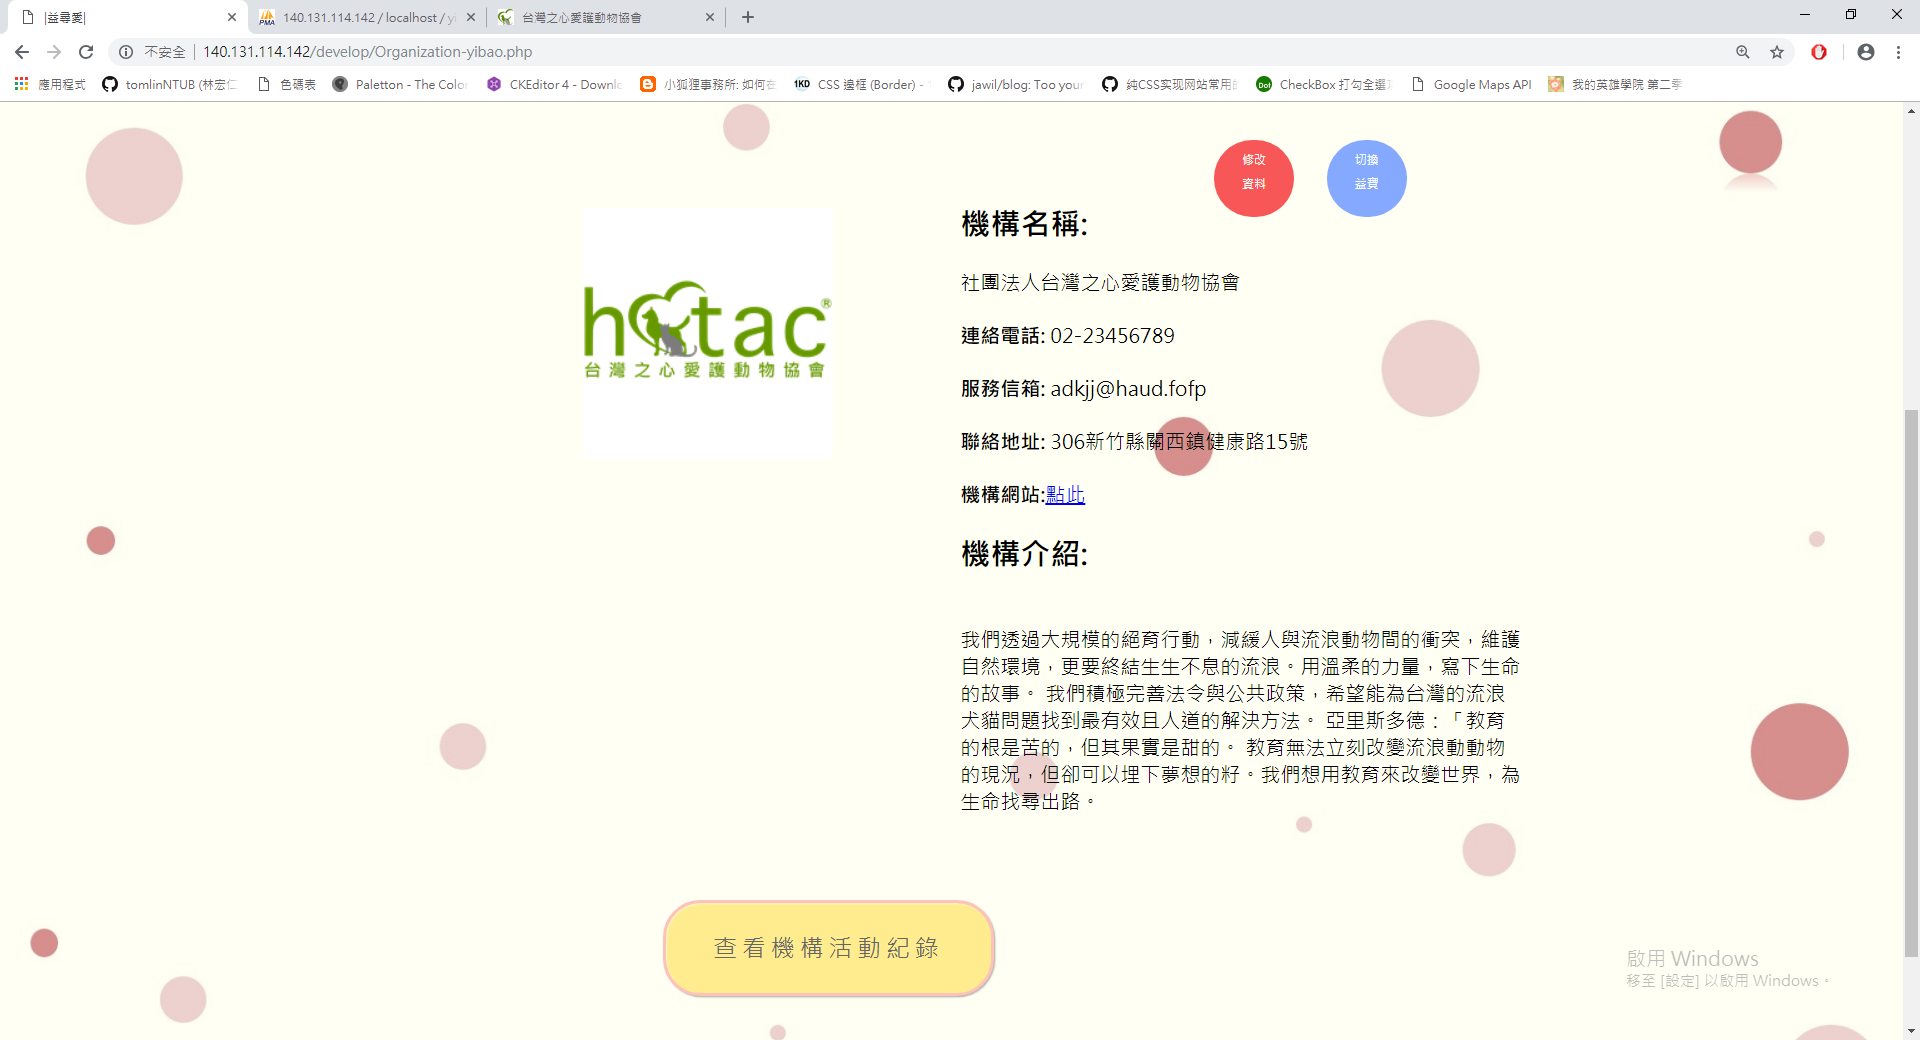 |益尋愛|
140.131.114.142 / localhost / yi
台灣之心愛護動物協會
不安全 140.131.114.142/develop/Organization-yibao.php
應用程式
tomlinNTUB (林宏仁
色碼表
Paletton - The Color
CKEditor 4 - Downlo
小狐狸事務所: 如何在
1KD CSS 邊框 (Border) -
jawil/blog: Too your
純CSS实现网站常用的
Dof CheckBox 打勾全選
Google Maps API
我的英雄學院 第二季
修改
資料
切換
益寶
hotac®
台灣之心愛護動物協會
機構名稱:
社團法人台灣之心愛護動物協會
連絡電話: 02-23456789
服務信箱: adkjj@haud.fofp
聯絡地址: 306新竹縣關西鎮健康路15號
機構網站:點此
機構介紹:
我們透過大規模的絕育行動，減緩人與流浪動物間的衝突，維護
自然環境，更要終結生生不息的流浪。用溫柔的力量，寫下生命
的故事。 我們積極完善法令與公共政策，希望能為台灣的流浪
犬貓問題找到最有效且人道的解決方法。 亞里斯多德：「教育
的根是苦的，但其果實是甜的。 教育無法立刻改變流浪動動物
的現況，但卻可以埋下夢想的籽。我們想用教育來改變世界，為
生命找尋出路。
查看機構活動紀錄
啟用 Windows
移至 [設定] 以啟用 Windows。